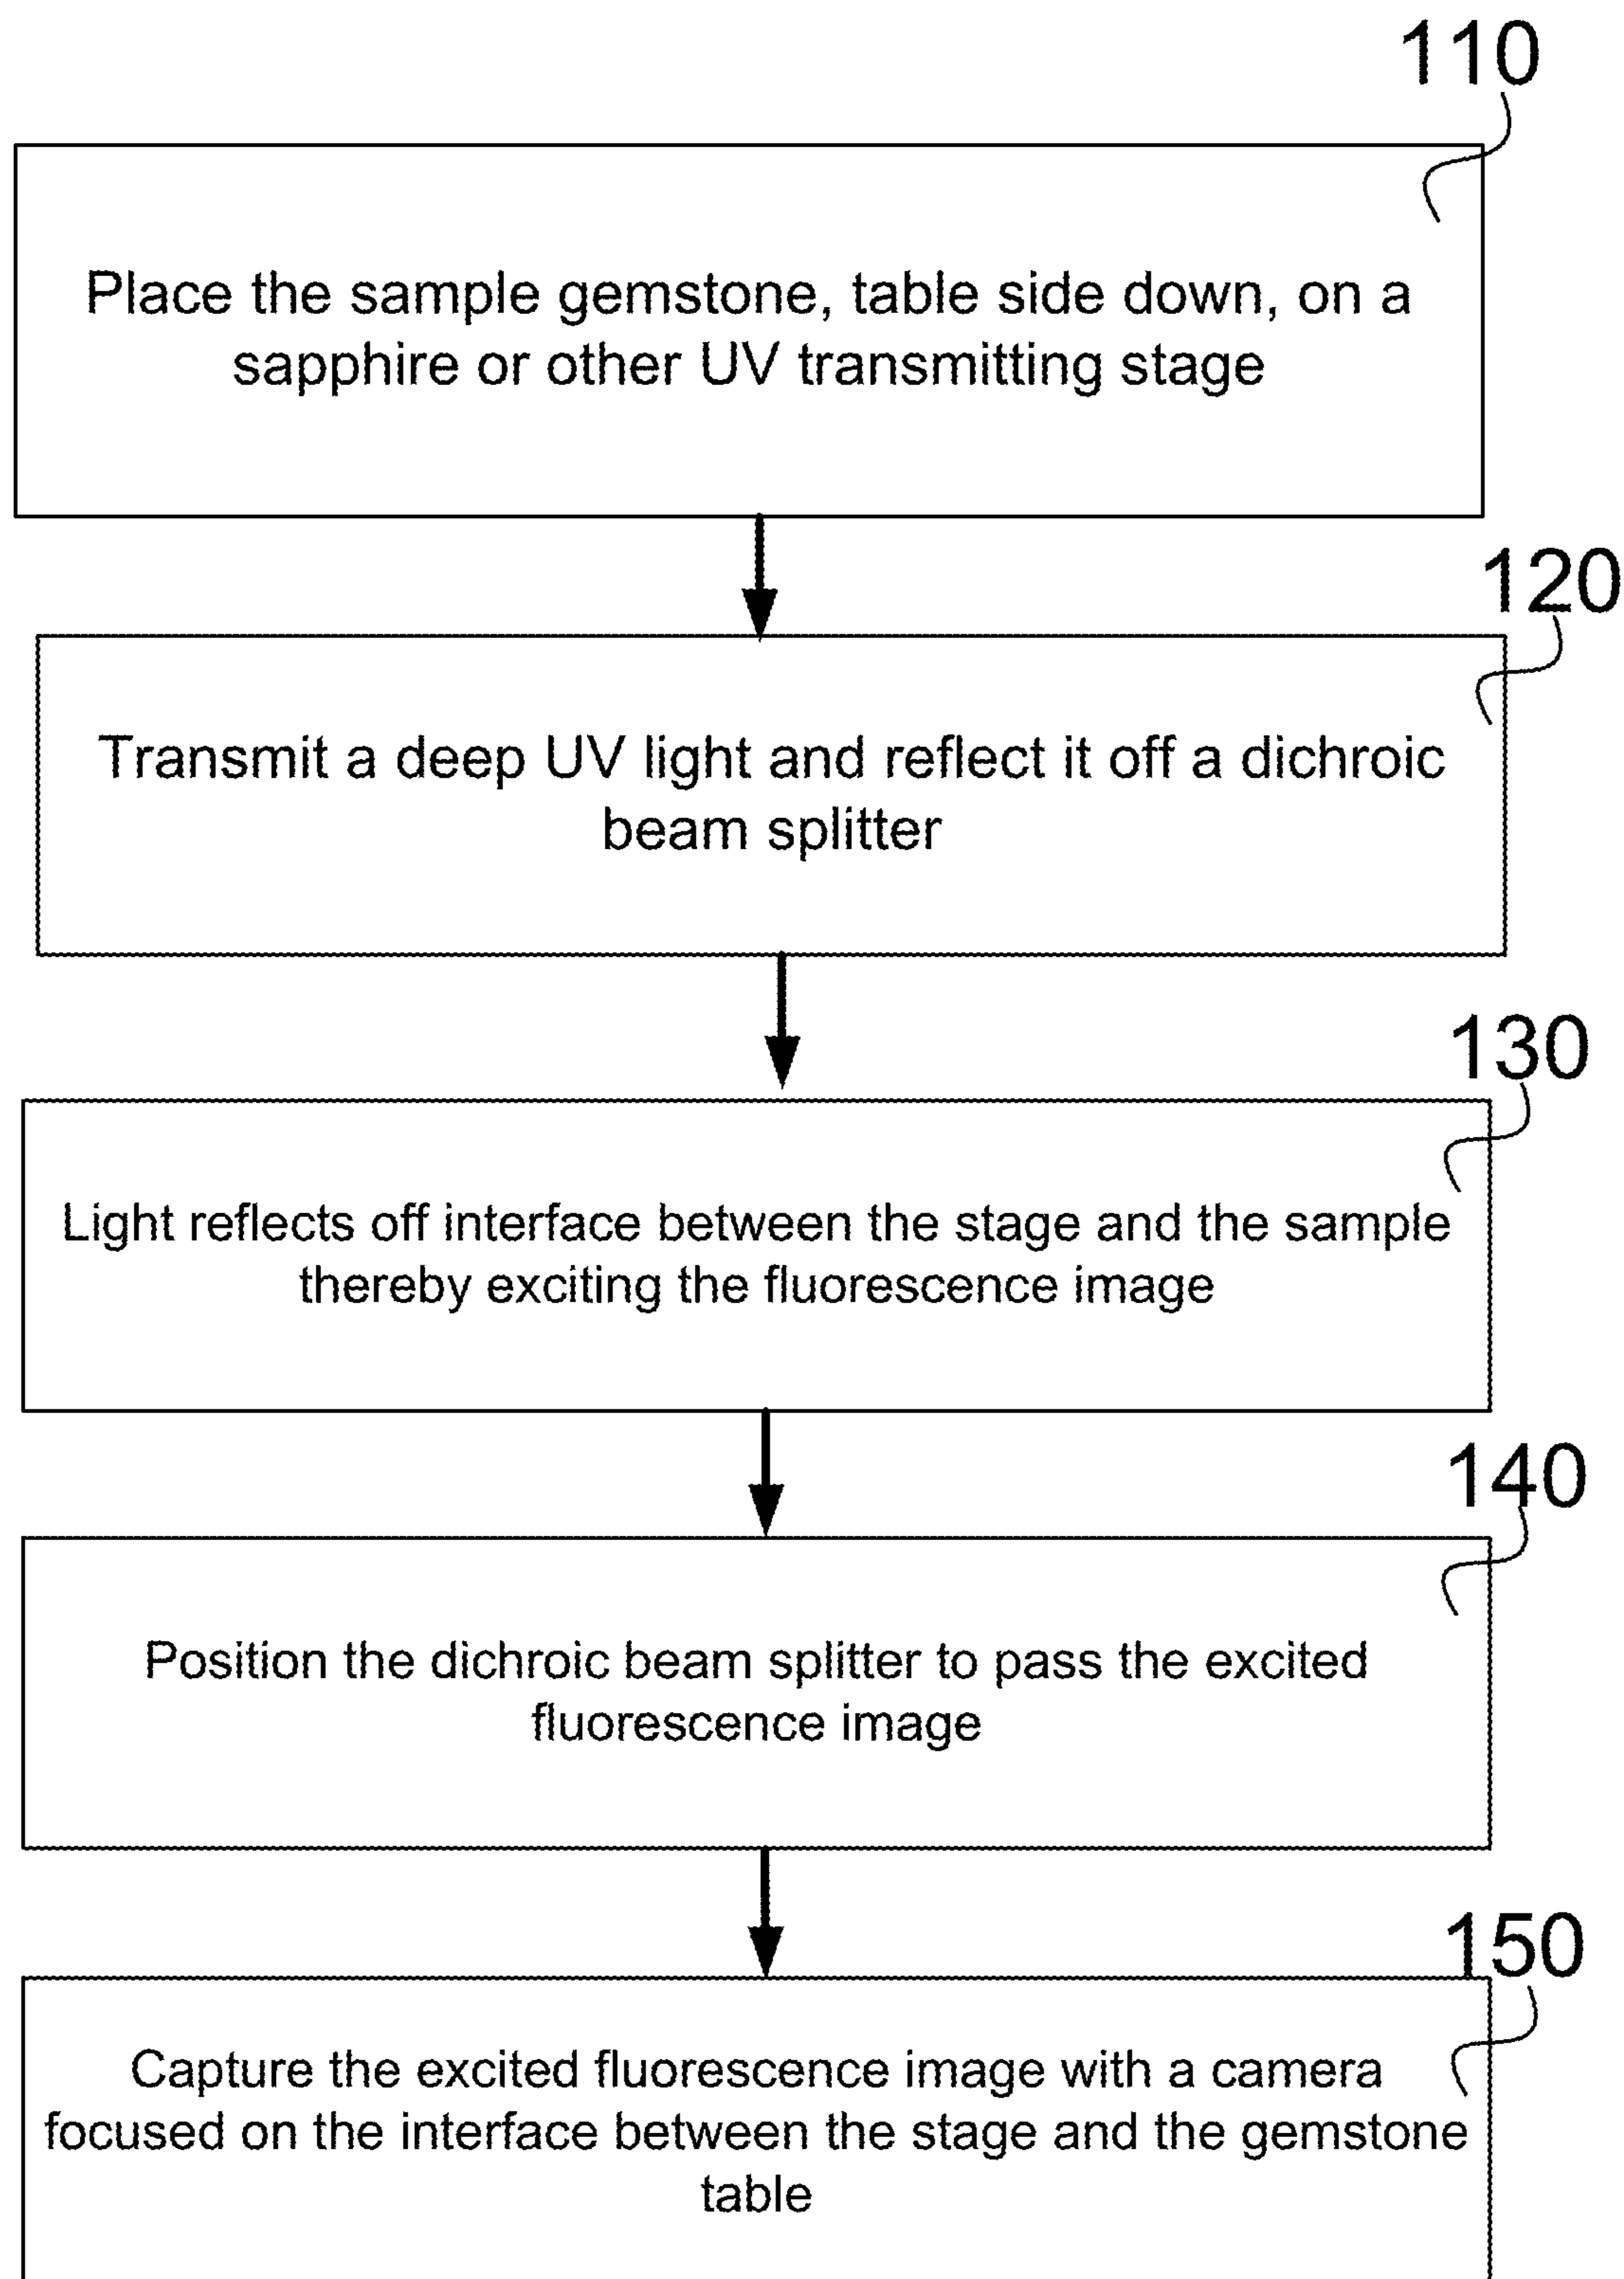 110
Place the sample gemstone, table side down, on a
sapphire or other UV transmitting stage
120
Transmit a deep UV light and reflect it off a dichroic
beam splitter
130
Light reflects off interface between the stage and the sample
thereby exciting the fluorescence image
140
Position the dichroic beam splitter to pass the excited
fluorescence image
150
Capture the excited fluorescence image with a camera
focused on the interface between the stage and the gemstone
table